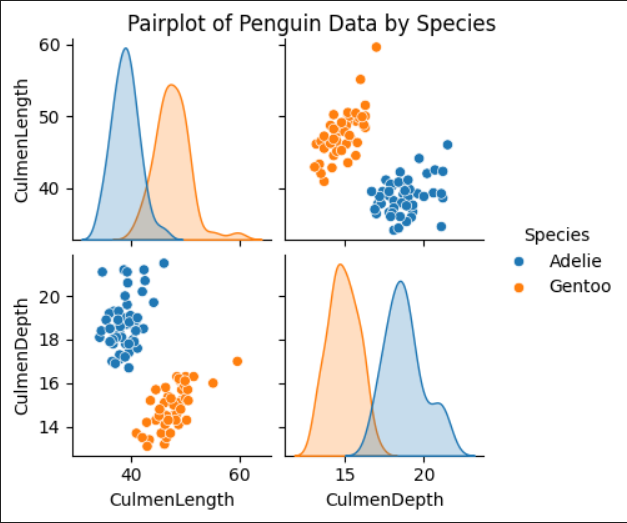 Pairplot of Penguin Data by Species
60
50
40
CulmenLength
Species
Adelie
Gentoo
20
18
16
14
CulmenDepth
40 60
CulmenLength
15 20
CulmenDepth